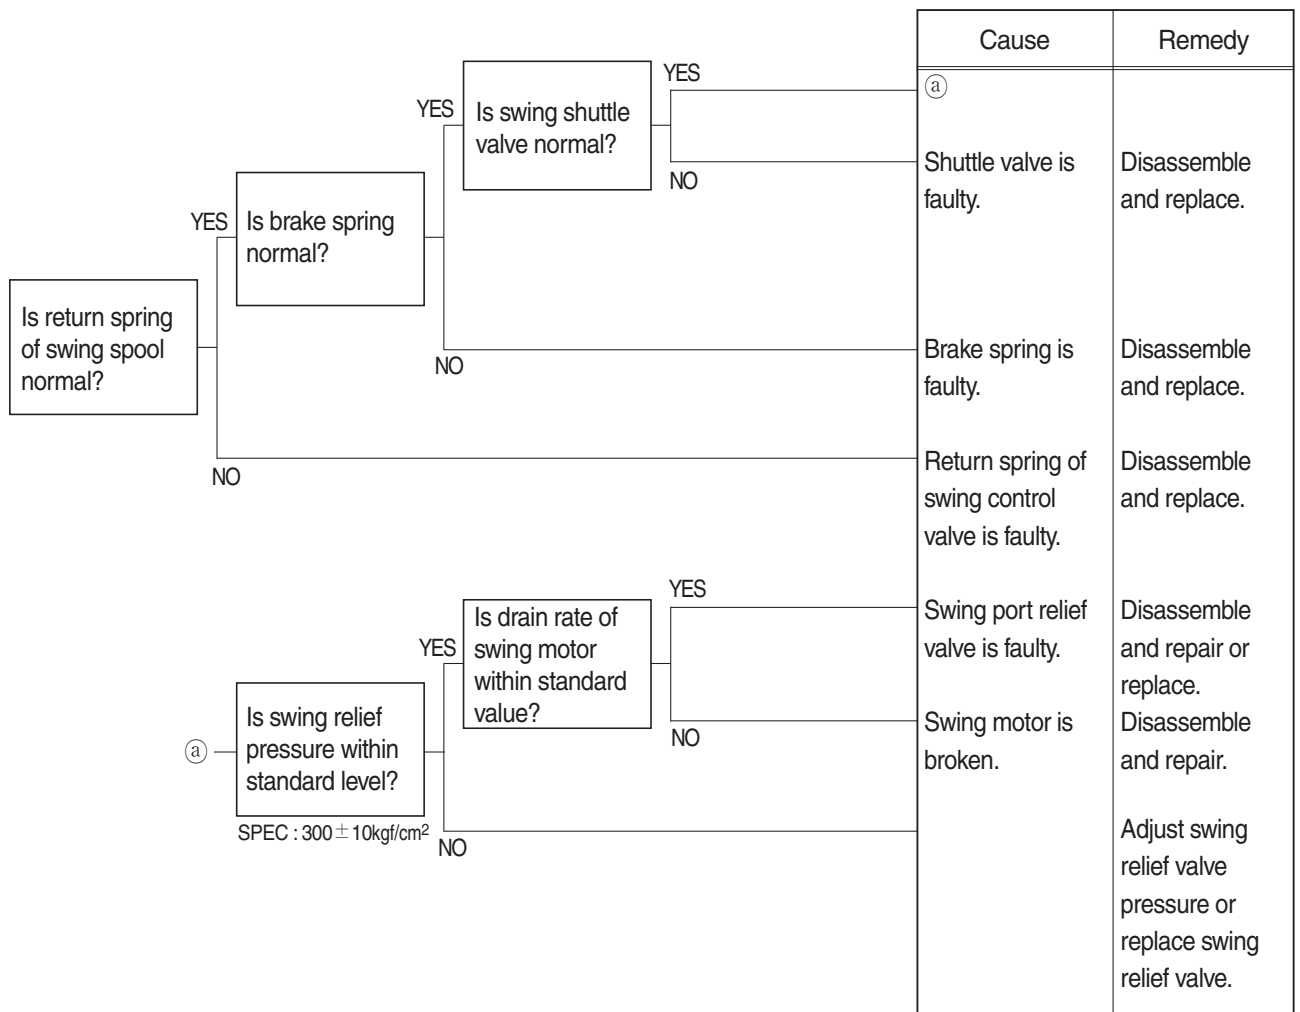 Cause
Remedy
YES
ⓐ
YES
Is swing shuttle
valve normal?
NO
Shuttle valve is
faulty.
Disassemble
and replace.
YES
Is brake spring
normal?
NO
Brake spring is
faulty.
Disassemble
and replace.
Is return spring
of swing spool
normal?
NO
Return spring of
swing control
valve is faulty.
Disassemble
and replace.
YES
Is drain rate of
swing motor
within standard
value?
YES
Swing port relief
valve is faulty.
Disassemble
and repair or
replace.
NO
Swing motor is
broken.
Disassemble
and repair.
ⓐ
Is swing relief
pressure within
standard level?
SPEC : 300±10kgf/cm²
NO
Adjust swing
relief valve
pressure or
replace swing
relief valve.